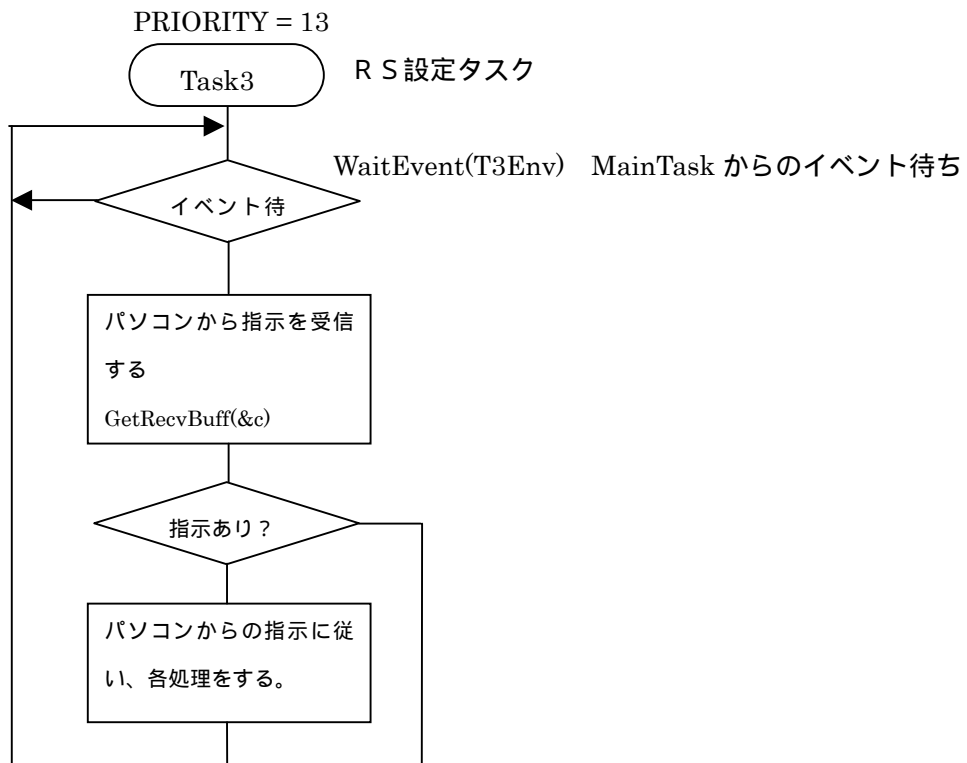 PRIORITY = 13
Task3
ＲＳ設定タスク
WaitEvent(T3Env)　MainTask からのイベント待ち
イベント待
パソコンから指示を受信
する
GetRecvBuff(&c)
指示あり？
パソコンからの指示に従
い、各処理をする。